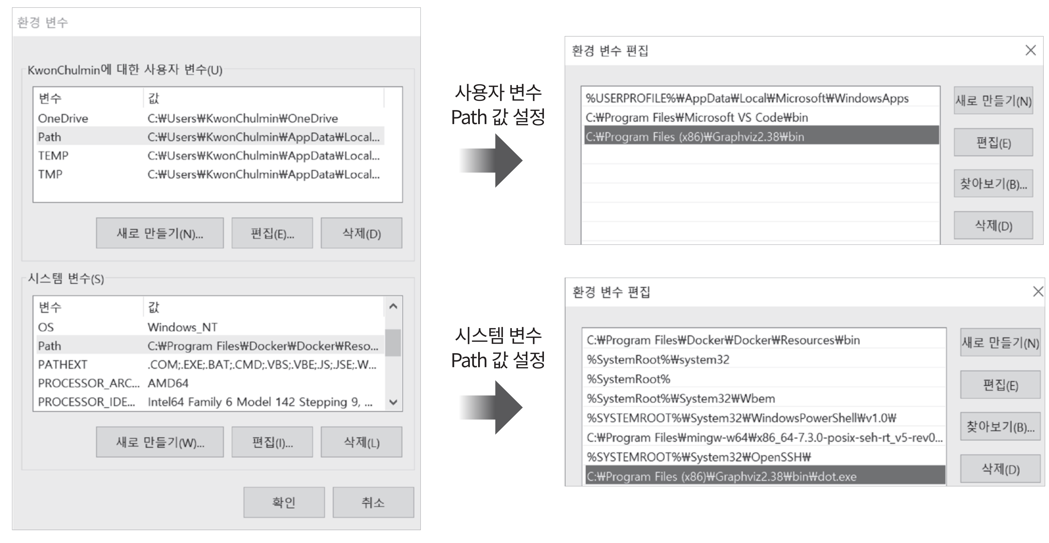 환경 변수
KwonChulmin에 대한 사용자 변수(U)
변수 값
OneDrive C:₩Users₩KwonChulmin₩OneDrive
Path C:₩Users₩KwonChulmin₩AppData₩Local...
TEMP C:₩Users₩KwonChulmin₩AppData₩Local...
TMP C:₩Users₩KwonChulmin₩AppData₩Local...
새로 만들기(N)... 편집(E)... 삭제(D)
시스템 변수(S)
변수 값
OS Windows_NT
Path C:₩Program Files₩Docker₩Docker₩Reso...
PATHEXT .COM;.EXE;.BAT;.CMD;.VBS;.VBE;.JS;.JSE;.W...
PROCESSOR_ARC... AMD64
PROCESSOR_IDE... Intel64 Family 6 Model 142 Stepping 9, ...
새로 만들기(W)... 편집(I)... 삭제(L)
확인 취소
사용자 변수
Path 값 설정
환경 변수 편집
%USERPROFILE%₩AppData₩Local₩Microsoft₩WindowsApps
C:₩Program Files₩Microsoft VS Code₩bin
C:₩Program Files (x86)₩Graphviz2.38₩bin
새로 만들기(N)
편집(E)
찾아보기(B)...
삭제(D)
시스템 변수
Path 값 설정
환경 변수 편집
C:₩Program Files₩Docker₩Docker₩Resources₩bin
%SystemRoot%₩system32
%SystemRoot%
%SystemRoot%₩System32₩Wbem
%SYSTEMROOT%₩System32₩WindowsPowerShell₩v1.0₩
C:₩Program Files₩mingw-w64₩x86_64-7.3.0-posix-seh-rt_v5-rev0...
%SYSTEMROOT%₩System32₩OpenSSH₩
C:₩Program Files (x86)₩Graphviz2.38₩bin₩dot.exe
새로 만들기(N)
편집(E)
찾아보기(B)...
삭제(D)